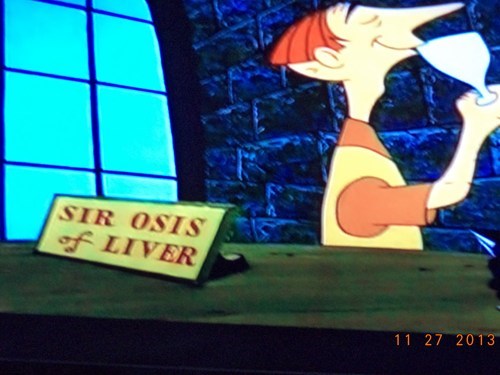 SIR OSIS
of LIVER
11 27 2013